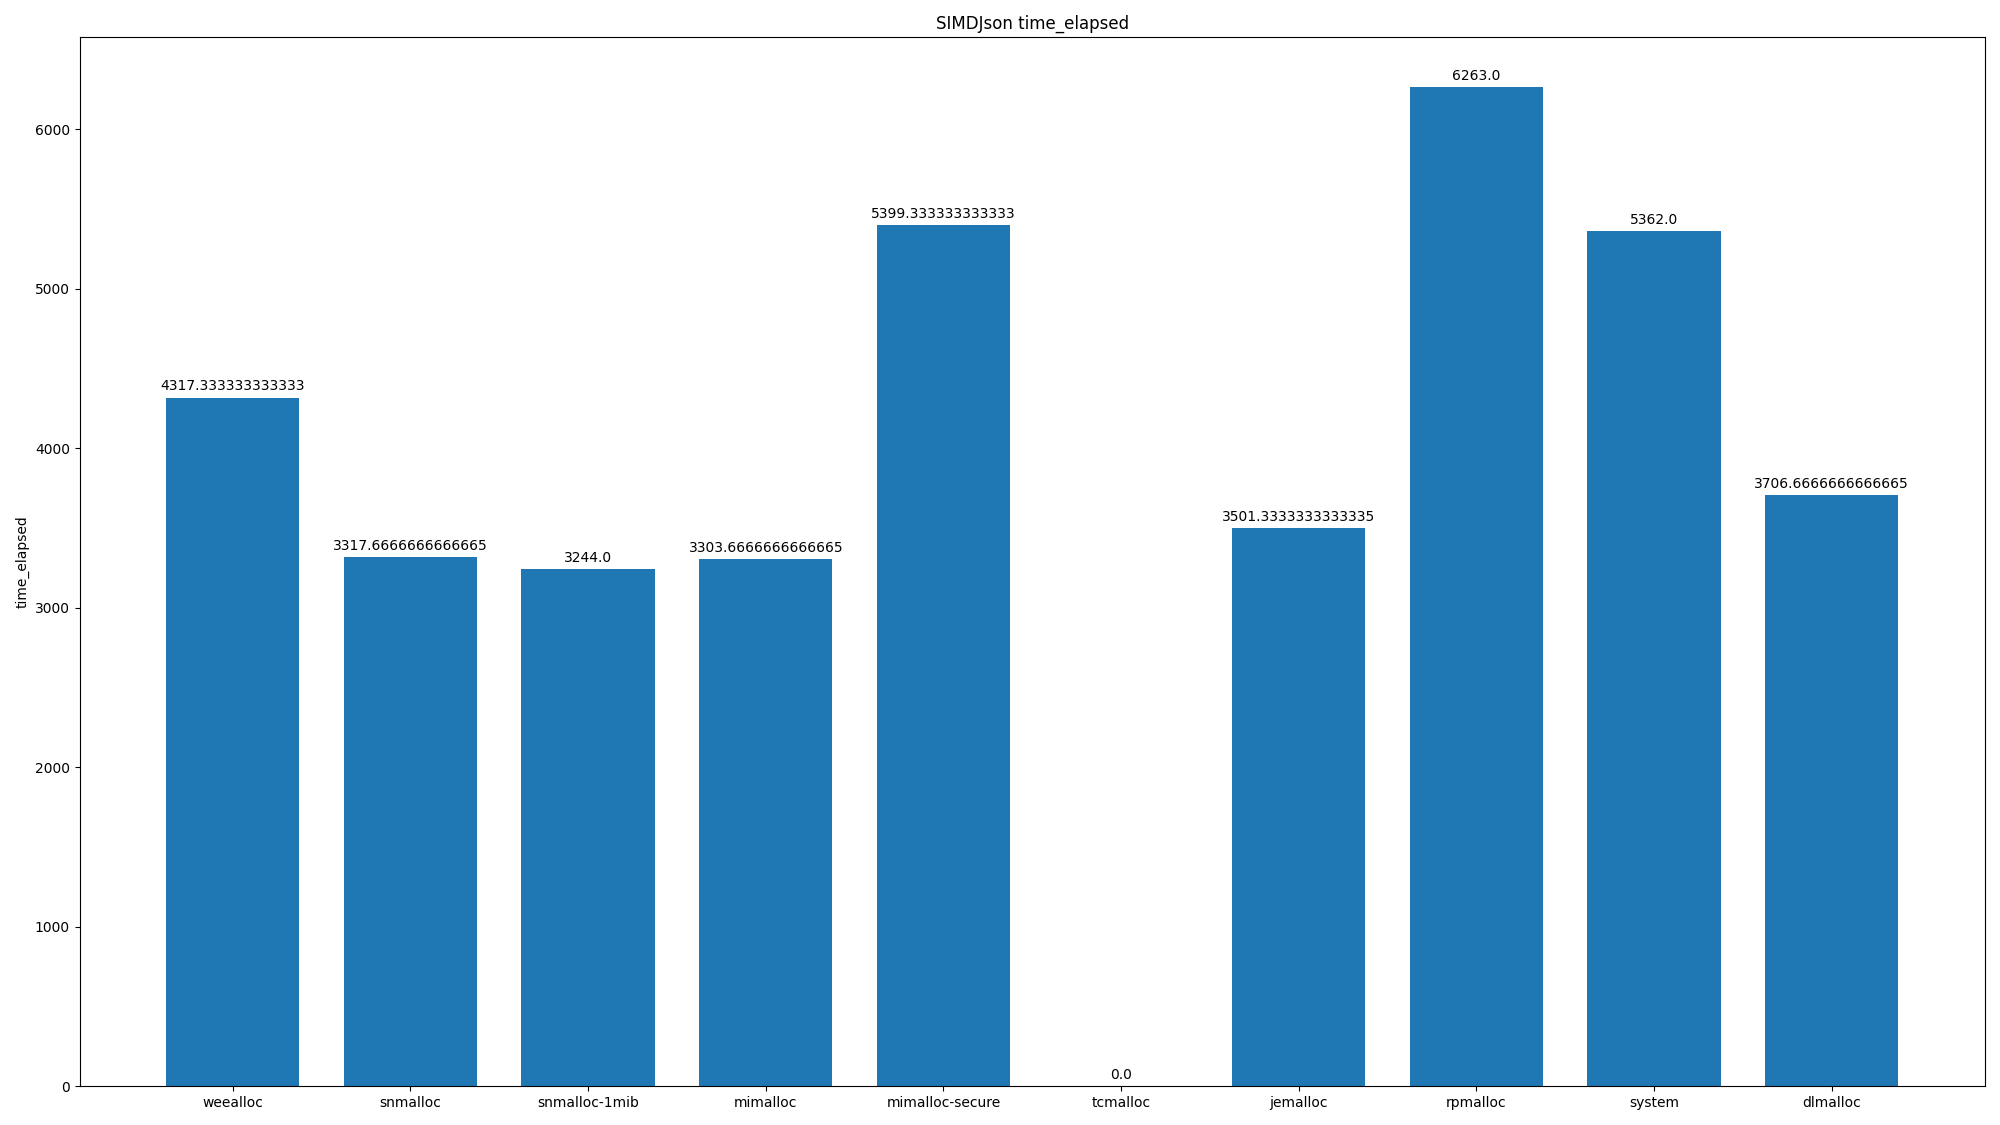 SIMDJson time_elapsed
time_elapsed
6000
5000
4000
3000
2000
1000
0
4317.333333333333
3317.6666666666665
3244.0
3303.6666666666665
5399.333333333333
0.0
3501.3333333333335
6263.0
5362.0
3706.6666666666665
weealloc
snmalloc
snmalloc-1mib
mimalloc
mimalloc-secure
tcmalloc
jemalloc
rpmalloc
system
dlmalloc